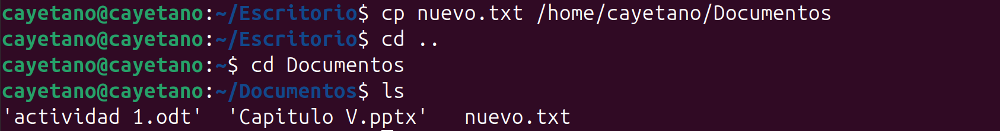 cayetano@cayetano:~/Escritorio$ cp nuevo.txt /home/cayetano/Documentos
cayetano@cayetano:~/Escritorio$ cd ..
cayetano@cayetano:~$ cd Documentos
cayetano@cayetano:~/Documentos$ ls
'actividad 1.odt'  'Capitulo V.pptx'   nuevo.txt